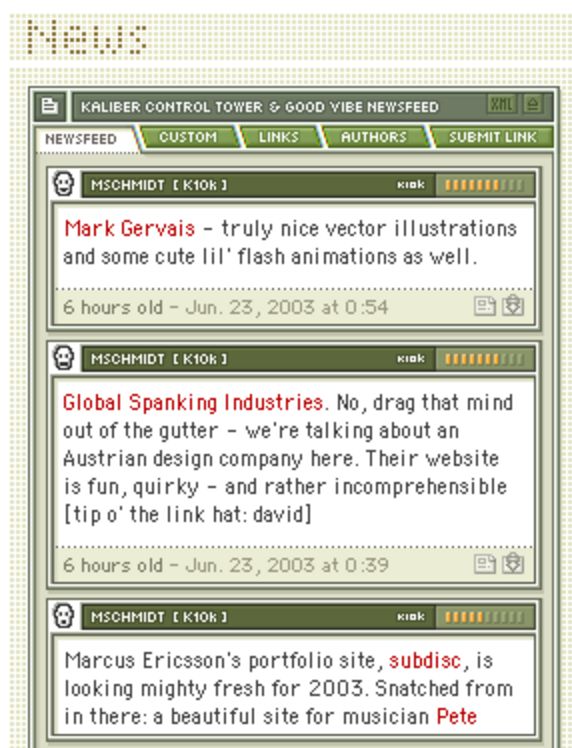 News
KALIBER CONTROL TOWER & GOOD VIBE NEWSFEED XML
NEWSFEED CUSTOM LINKS AUTHORS SUBMIT LINK
MSCHMIDT [ K10K ] K10K
Mark Gervais – truly nice vector illustrations
and some cute lil' flash animations as well.
6 hours old – Jun. 23, 2003 at 0:54
MSCHMIDT [ K10K ] K10K
Global Spanking Industries. No, drag that mind
out of the gutter – we're talking about an
Austrian design company here. Their website
is fun, quirky – and rather incomprehensible
[tip o' the link hat: david]
6 hours old – Jun. 23, 2003 at 0:39
MSCHMIDT [ K10K ] K10K
Marcus Ericsson's portfolio site, subdisc, is
looking mighty fresh for 2003. Snatched from
in there: a beautiful site for musician Pete